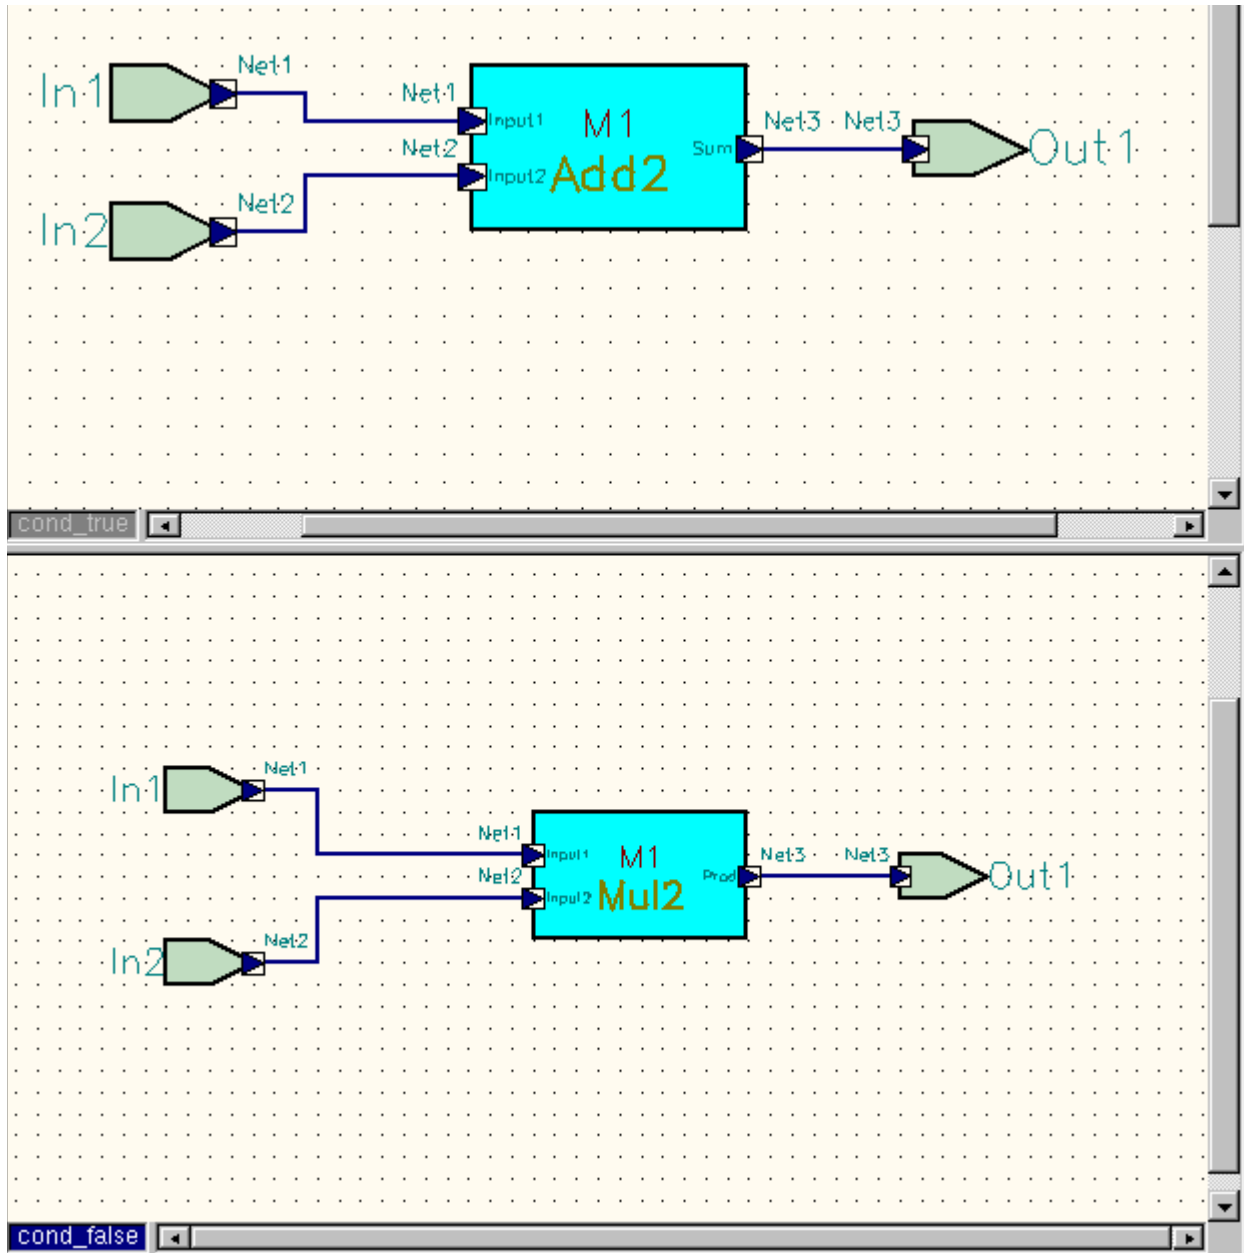 Net1
In1
Net1
Input1
M1
Net3
Net3
Net2
Sum
Out1
Input2
Add2
Net2
In2
cond_true
Net1
In1
Net1
Input1
M1
Net3
Net3
Net2
Prod
Out1
Input2
Mul2
Net2
In2
cond_false